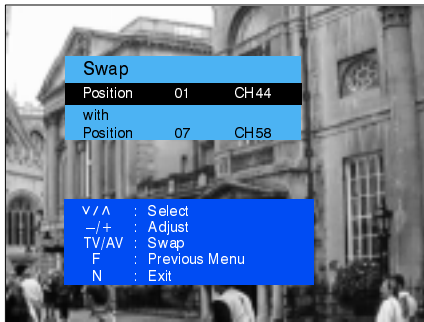 Swap
Position 01 CH44
with
Position 07 CH58
∨/∧ : Select
–/+ : Adjust
TV/AV : Swap
F : Previous Menu
N : Exit